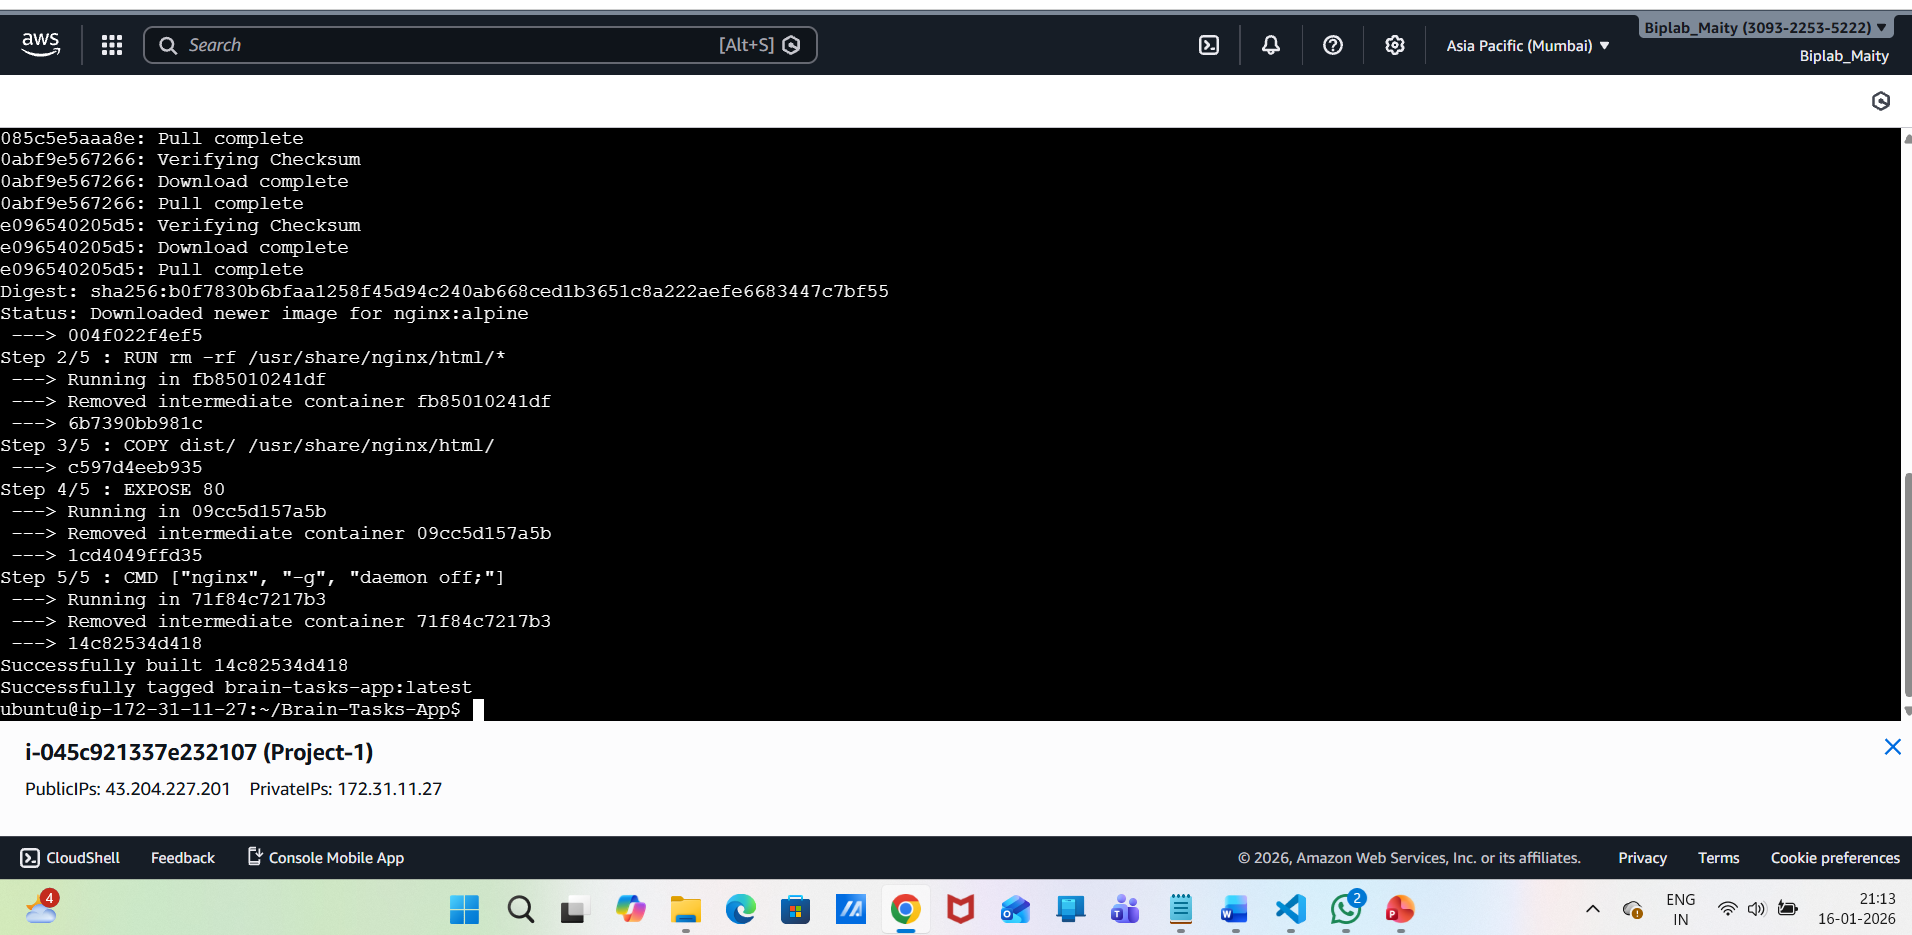 aws
Search
[Alt+S]
Asia Pacific (Mumbai) ▼
Biplab_Maity (3093-2253-5222) ▼
Biplab_Maity
085c5e5aaa8e: Pull complete
0abf9e567266: Verifying Checksum
0abf9e567266: Download complete
0abf9e567266: Pull complete
e096540205d5: Verifying Checksum
e096540205d5: Download complete
e096540205d5: Pull complete
Digest: sha256:b0f7830b6bfaa1258f45d94c240ab668ced1b3651c8a222aefe6683447c7bf55
Status: Downloaded newer image for nginx:alpine
---> 004f022f4ef5
Step 2/5 : RUN rm -rf /usr/share/nginx/html/*
---> Running in fb85010241df
---> Removed intermediate container fb85010241df
---> 6b7390bb981c
Step 3/5 : COPY dist/ /usr/share/nginx/html/
---> c597d4eeb935
Step 4/5 : EXPOSE 80
---> Running in 09cc5d157a5b
---> Removed intermediate container 09cc5d157a5b
---> 1cd4049ffd35
Step 5/5 : CMD ["nginx", "-g", "daemon off;"]
---> Running in 71f84c7217b3
---> Removed intermediate container 71f84c7217b3
---> 14c82534d418
Successfully built 14c82534d418
Successfully tagged brain-tasks-app:latest
ubuntu@ip-172-31-11-27:~/Brain-Tasks-App$
i-045c921337e232107 (Project-1)
PublicIPs: 43.204.227.201 PrivateIPs: 172.31.11.27
CloudShell Feedback Console Mobile App © 2026, Amazon Web Services, Inc. or its affiliates. Privacy Terms Cookie preferences
4
2
ENG
IN
21:13
16-01-2026